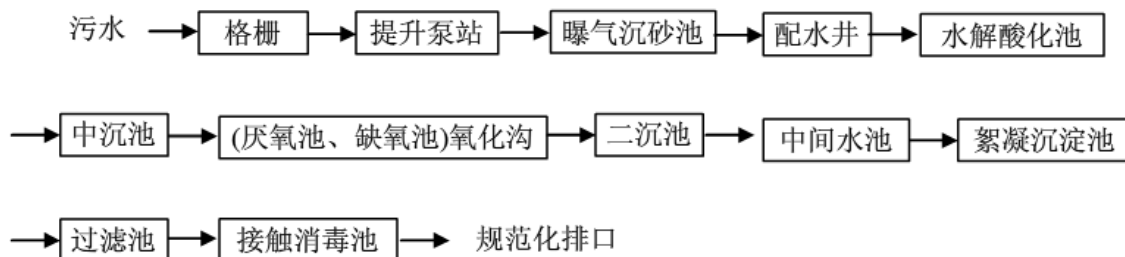 污水 格栅 提升泵站 曝气沉砂池 配水井 水解酸化池
中沉池 (厌氧池、缺氧池)氧化沟 二沉池 中间水池 絮凝沉淀池
过滤池 接触消毒池 规范化排口